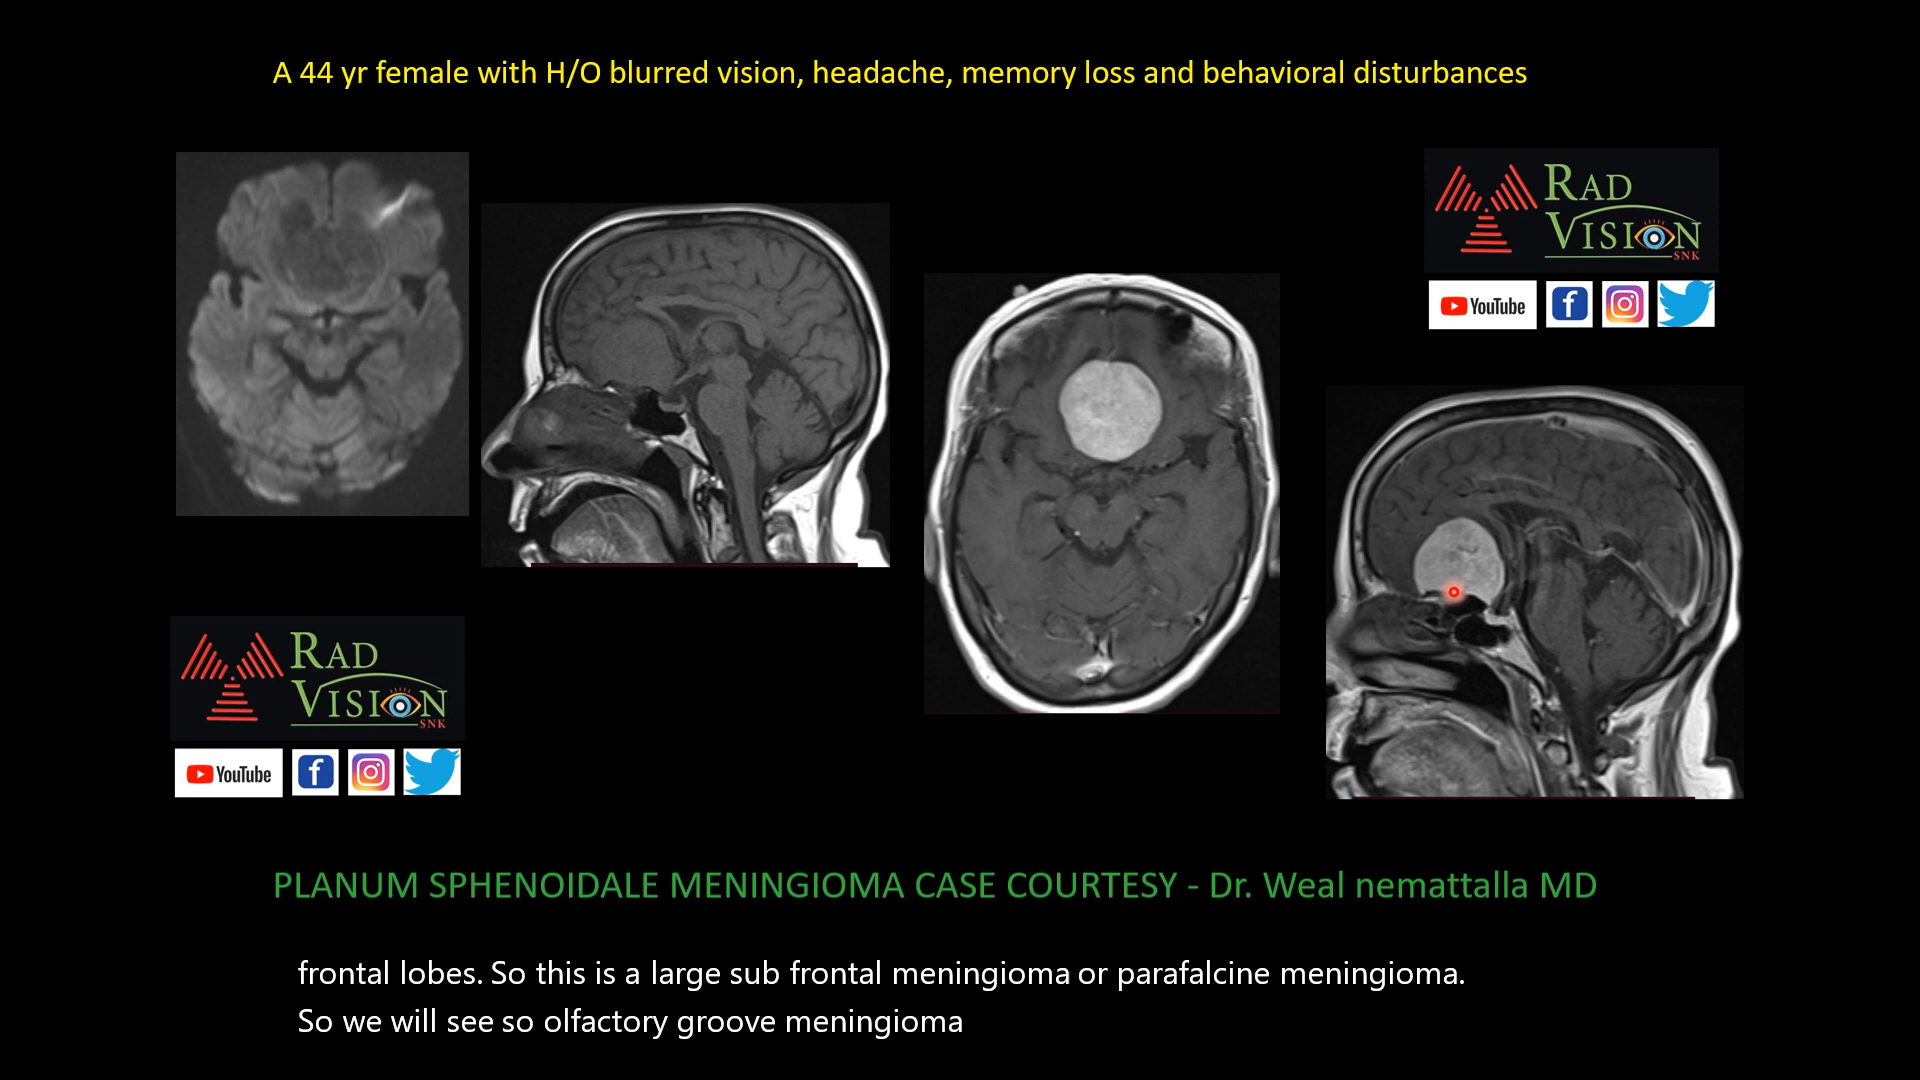 A 44 yr female with H/O blurred vision, headache, memory loss and behavioral disturbances
RAD
VISION
SNK
YouTube
RAD
VISION
SNK
YouTube
PLANUM SPHENOIDALE MENINGIOMA CASE COURTESY - Dr. Weal nemattalla MD
frontal lobes. So this is a large sub frontal meningioma or parafalcine meningioma.
So we will see so olfactory groove meningioma